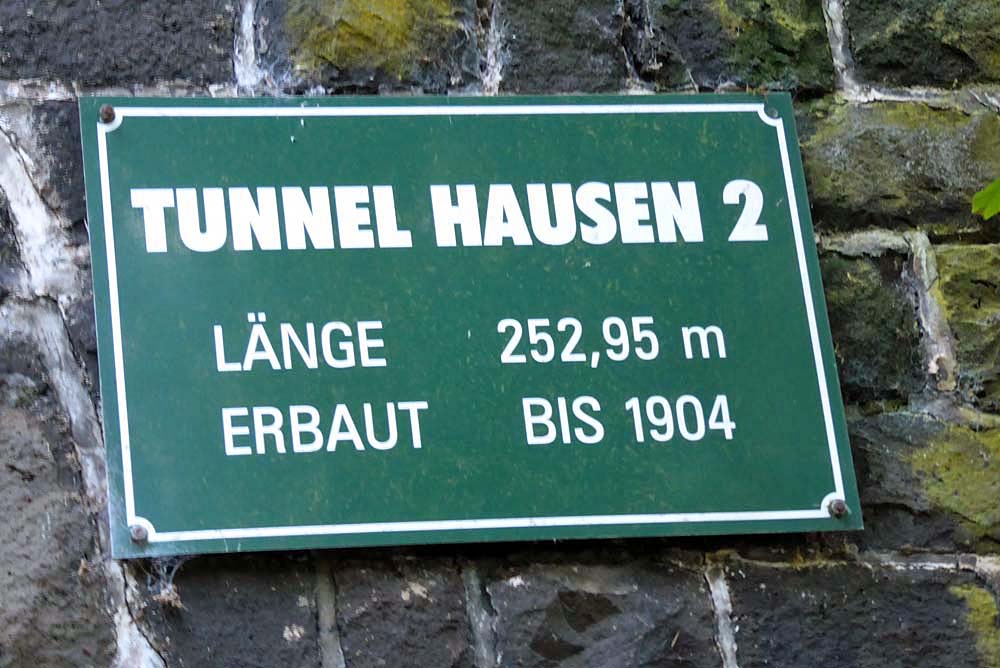 TUNNEL HAUSEN 2
LÄNGE 252,95 m
ERBAUT BIS 1904